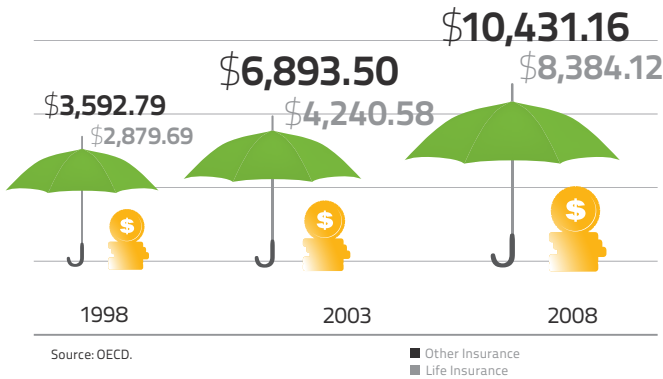 $10,431.16
$8,384.12
$6,893.50
$4,240.58
$3,592.79
$2,879.69
$
$
$
1998 2003 2008
Source: OECD.
Other Insurance
Life Insurance